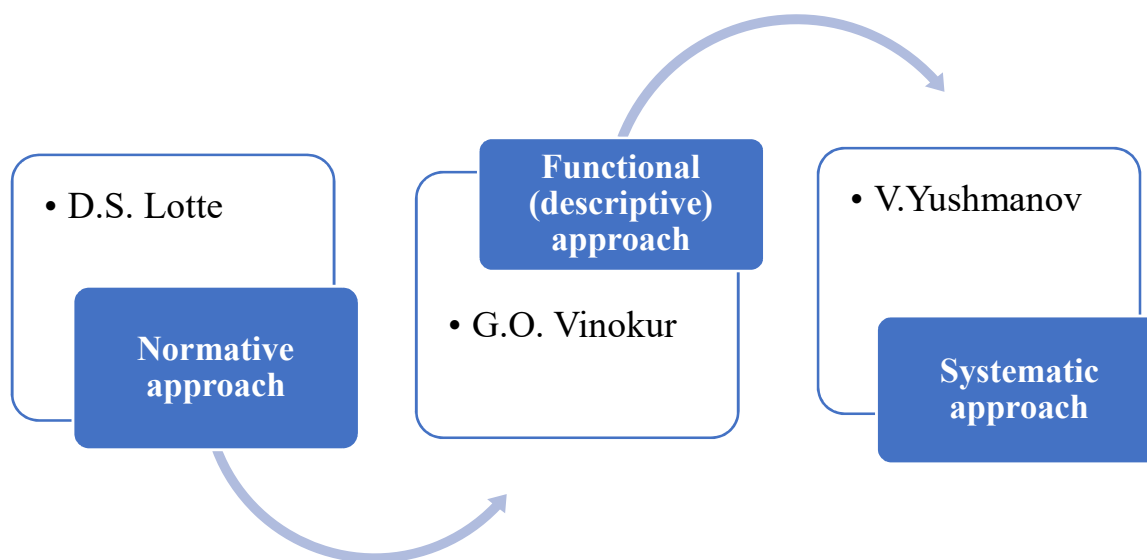 • D.S. Lotte
Normative
approach
Functional
(descriptive)
approach
• G.O. Vinokur
• V.Yushmanov
Systematic
approach